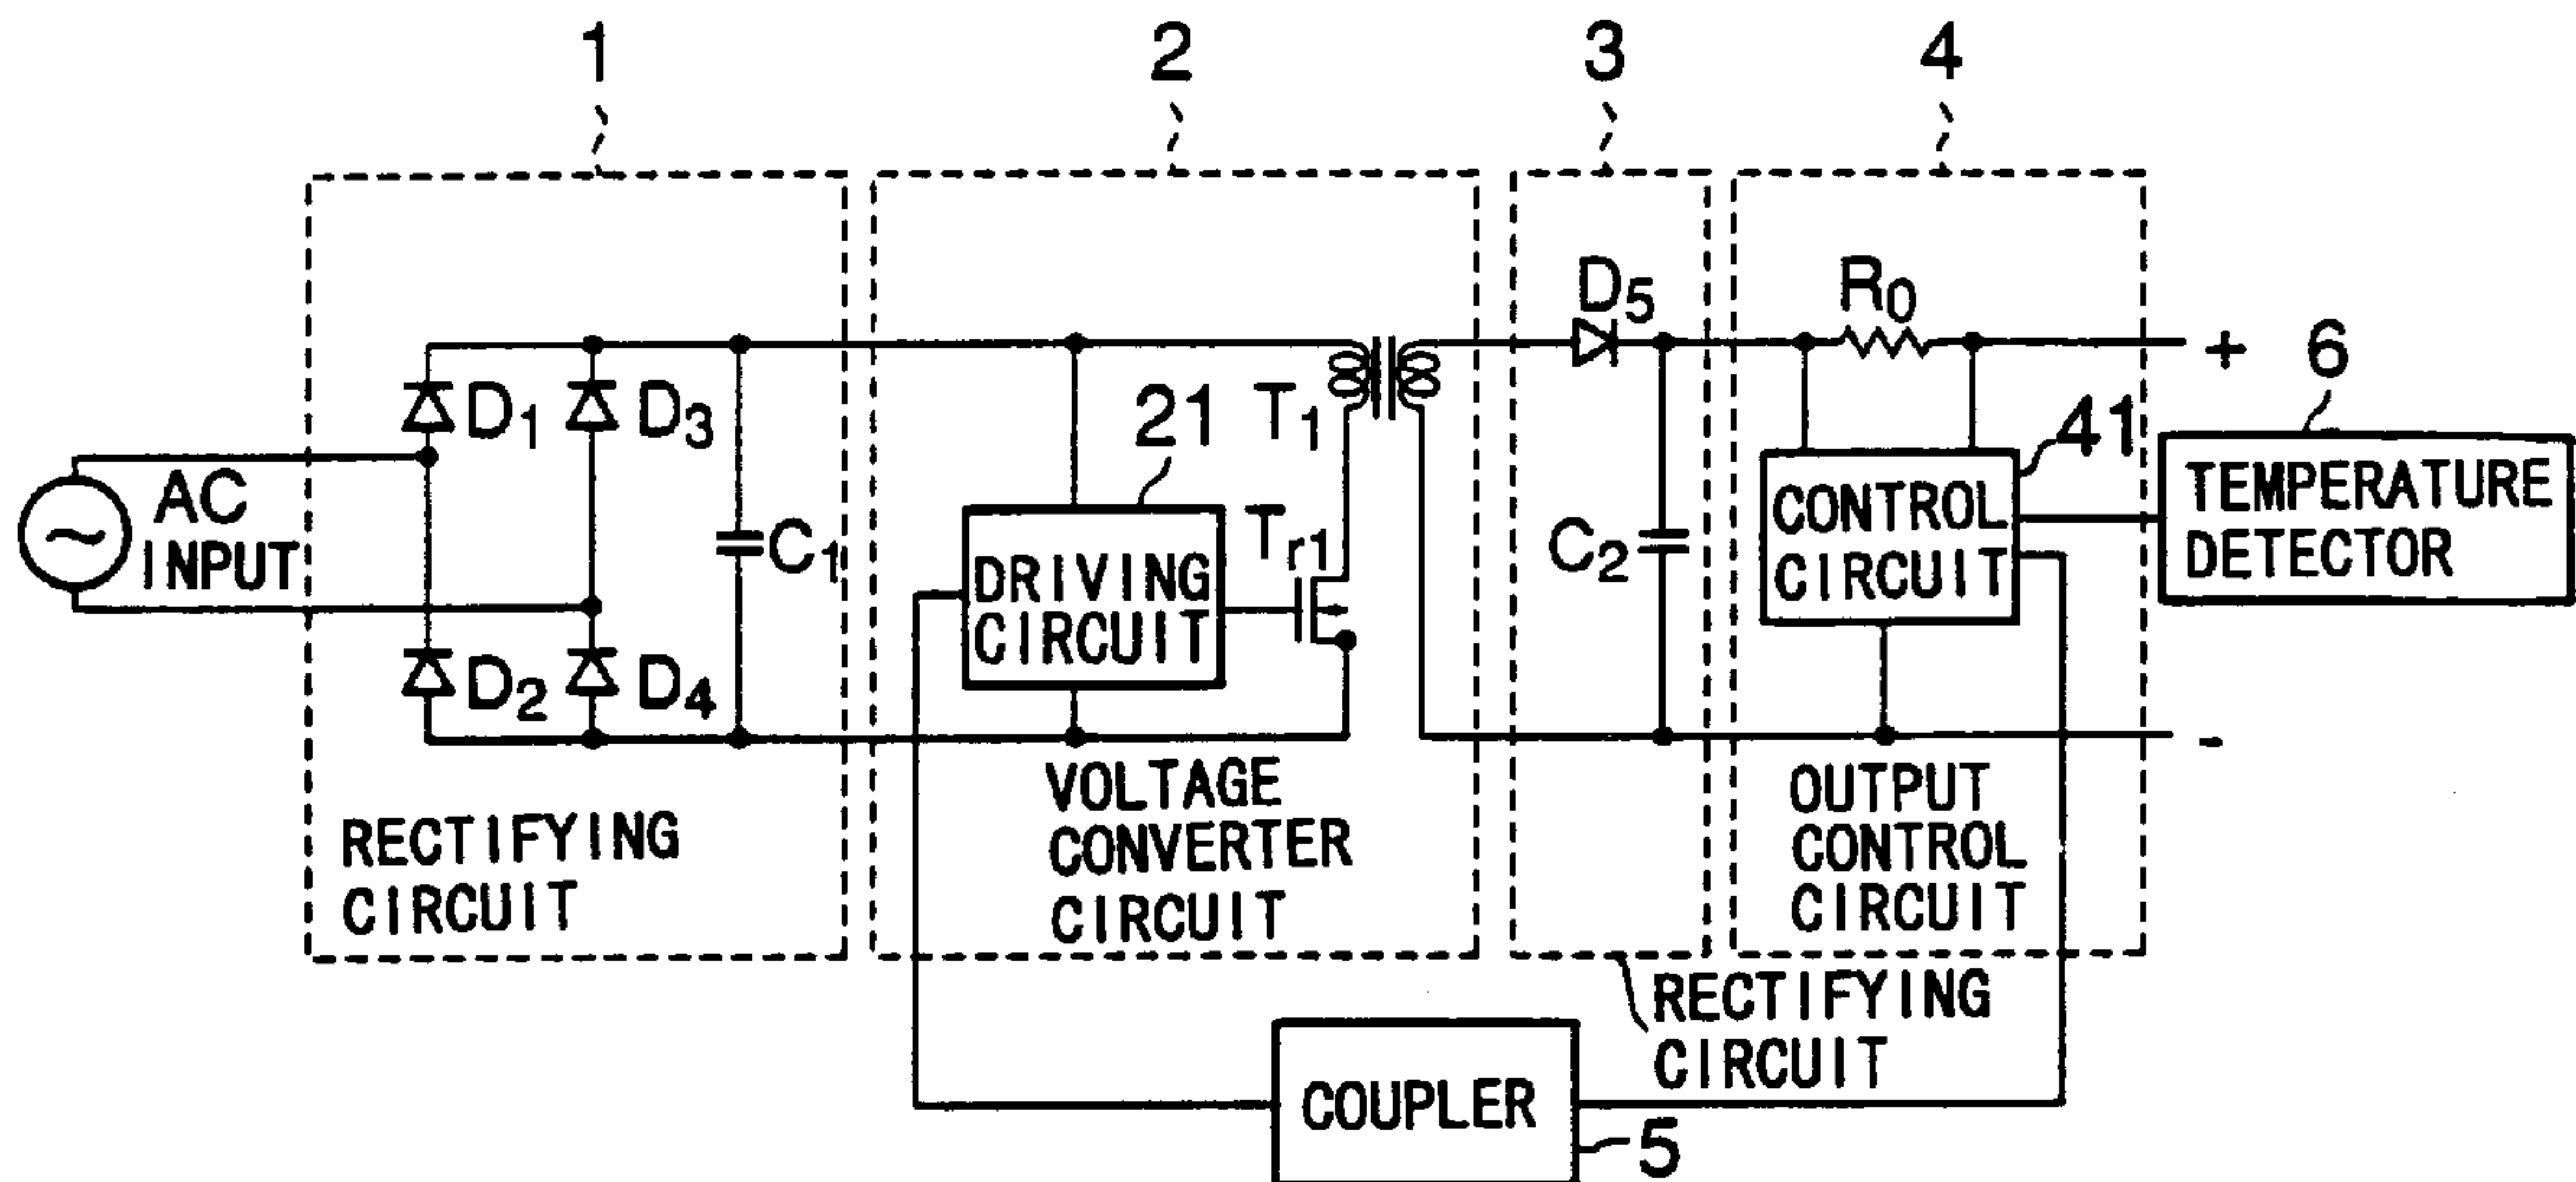 1
2
3
4
D5
R0
+
6
D1
D3
21
T1
41
AC
INPUT
C1
Tr1
C2
CONTROL
CIRCUIT
TEMPERATURE
DETECTOR
DRIVING
CIRCUIT
D2
D4
-
RECTIFYING
CIRCUIT
VOLTAGE
CONVERTER
CIRCUIT
OUTPUT
CONTROL
CIRCUIT
RECTIFYING
CIRCUIT
COUPLER
5